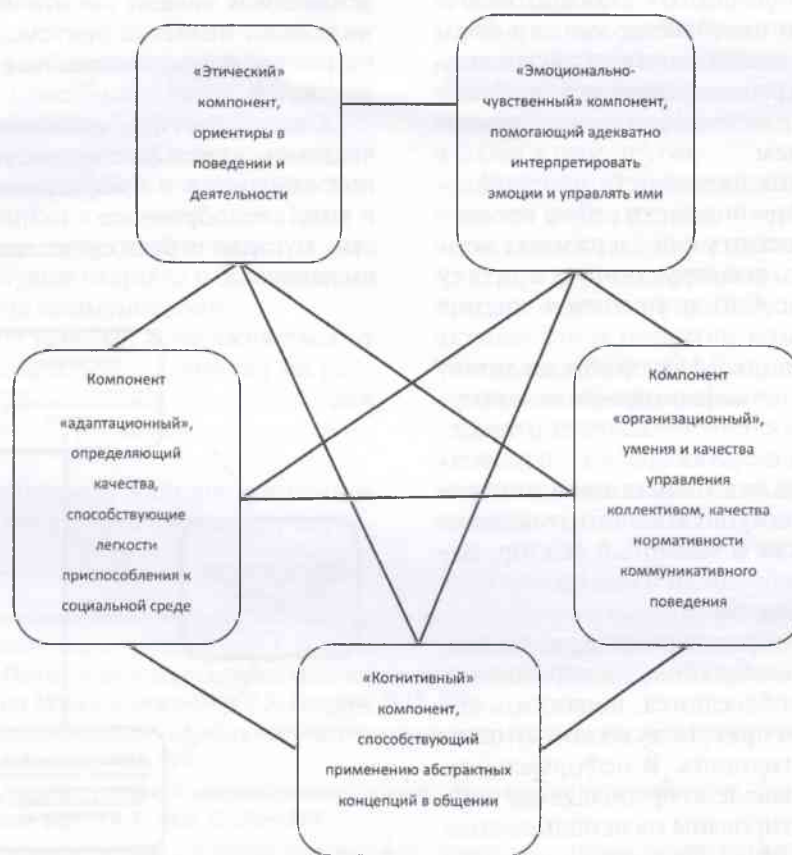 «Этический»
компонент,
ориентиры в
поведении и
деятельности
«Эмоционально-
чувственный» компонент,
помогающий адекватно
интерпретировать
эмоции и управлять ими
Компонент
«адаптационный»,
определяющий
качества,
способствующие
легкости
приспособления к
социальной среде
Компонент
«организационный»,
умения и качества
управления
коллективом, качества
нормативности
коммуникативного
поведения
«Когнитивный»
компонент,
способствующий
применению абстрактных
концепций в общении